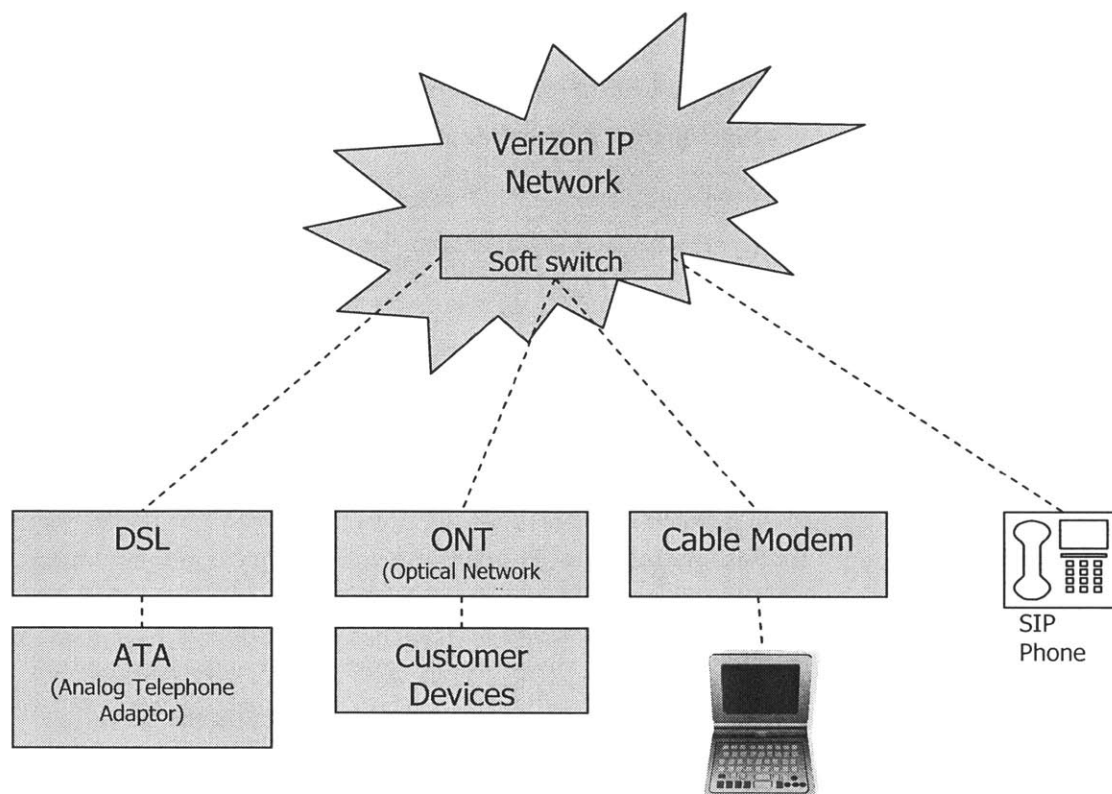 Verizon IP
Network
Soft switch
DSL
ONT
(Optical Network
Cable Modem
SIP
Phone
ATA
(Analog Telephone
Adaptor)
Customer
Devices